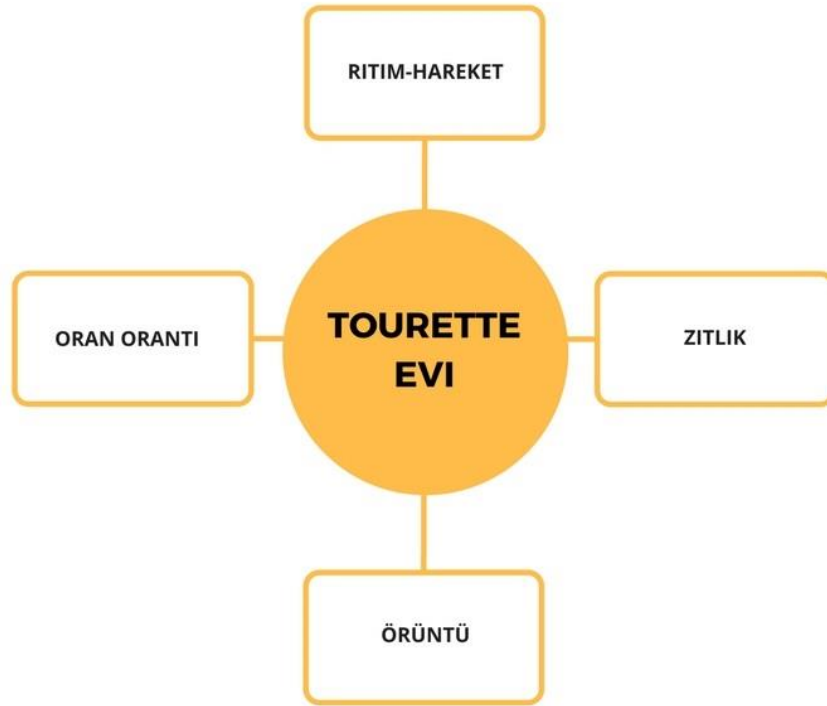 RITIM-HAREKET
ORAN ORANTI
TOURETTE
EVI
ZITLIK
ÖRÜNTÜ